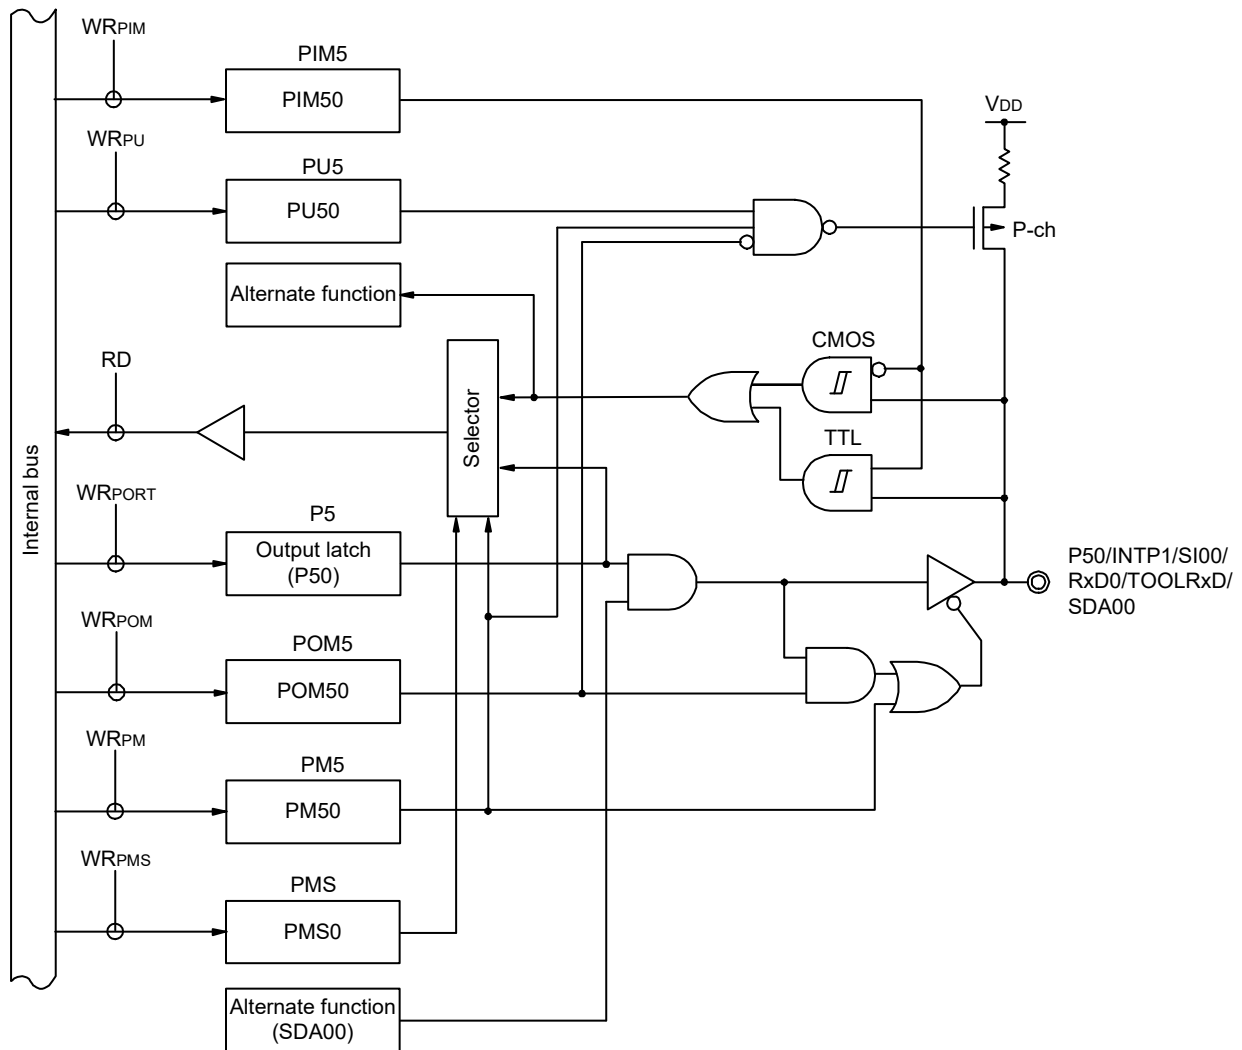 WRPIM
PIM5
PIM50
VDD
WRPU
PU5
PU50
P-ch
Alternate function
RD
CMOS
Selector
TTL
Internal bus
WRPORT
P5
Output latch
(P50)
P50/INTP1/SI00/
RxD0/TOOLRxD/
SDA00
WRPOM
POM5
POM50
WRPM
PM5
PM50
WRPMS
PMS
PMS0
Alternate function
(SDA00)